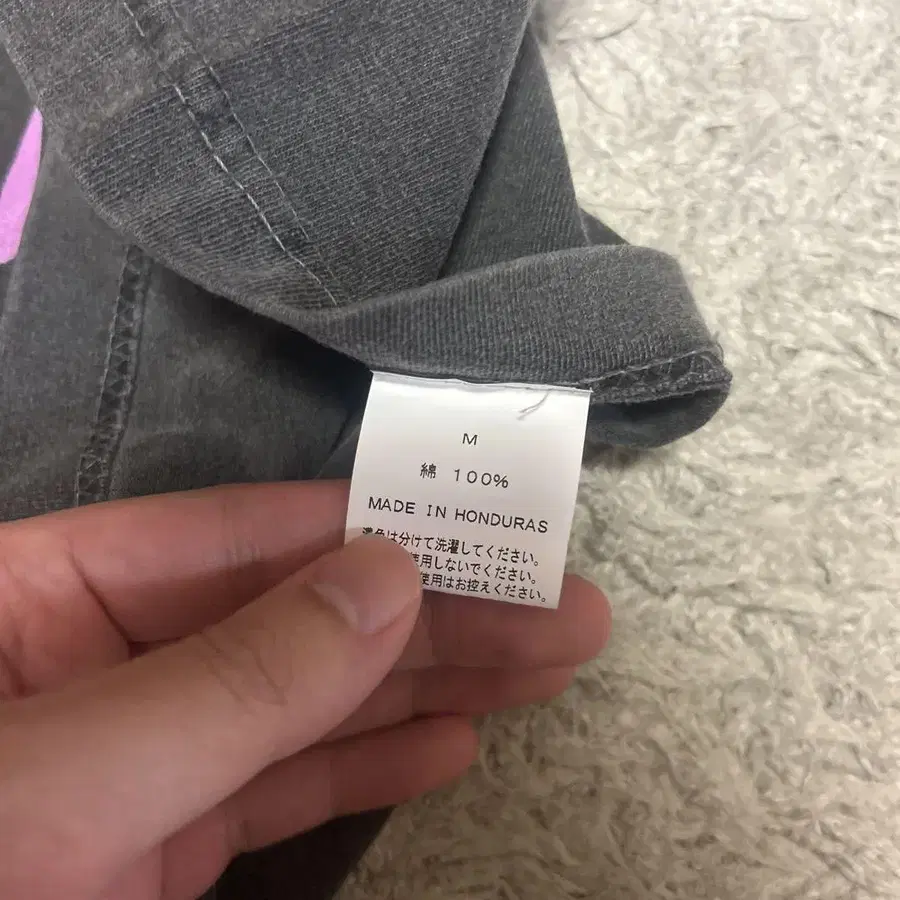 M
綿 100%
MADE IN HONDURAS
濃色は分けて洗濯してください。
使用しないでください。
使用はお控えください。